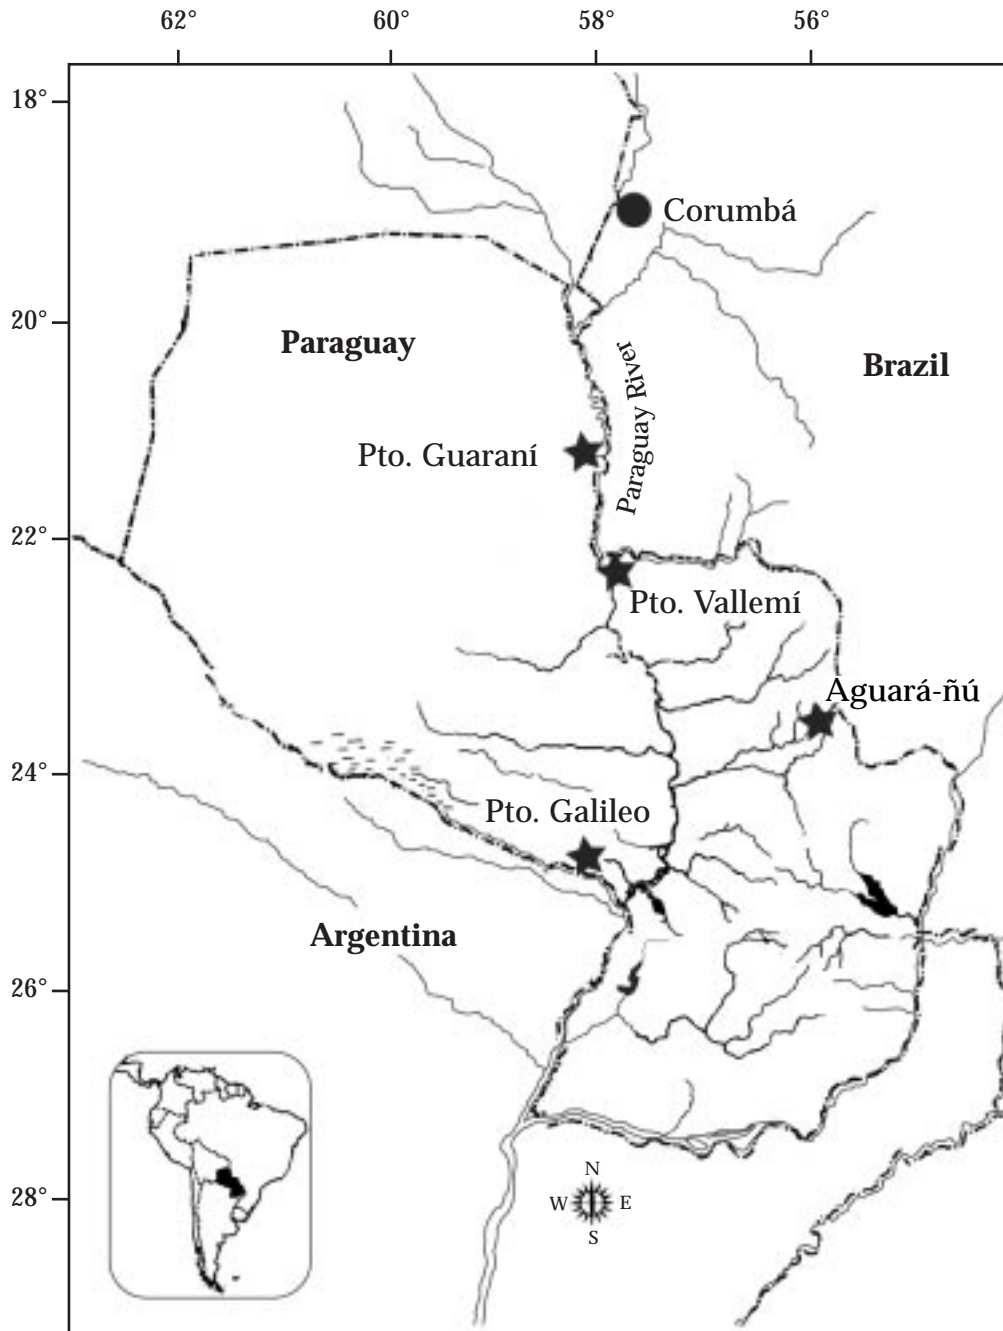 62° 60° 58° 56°
18°
Corumbá
20°
Paraguay
Brazil
Paraguay River
Pto. Guaraní
22°
Pto. Vallemí
Aguará-ñú
24°
Pto. Galileo
Argentina
26°
N
W E
S
28°